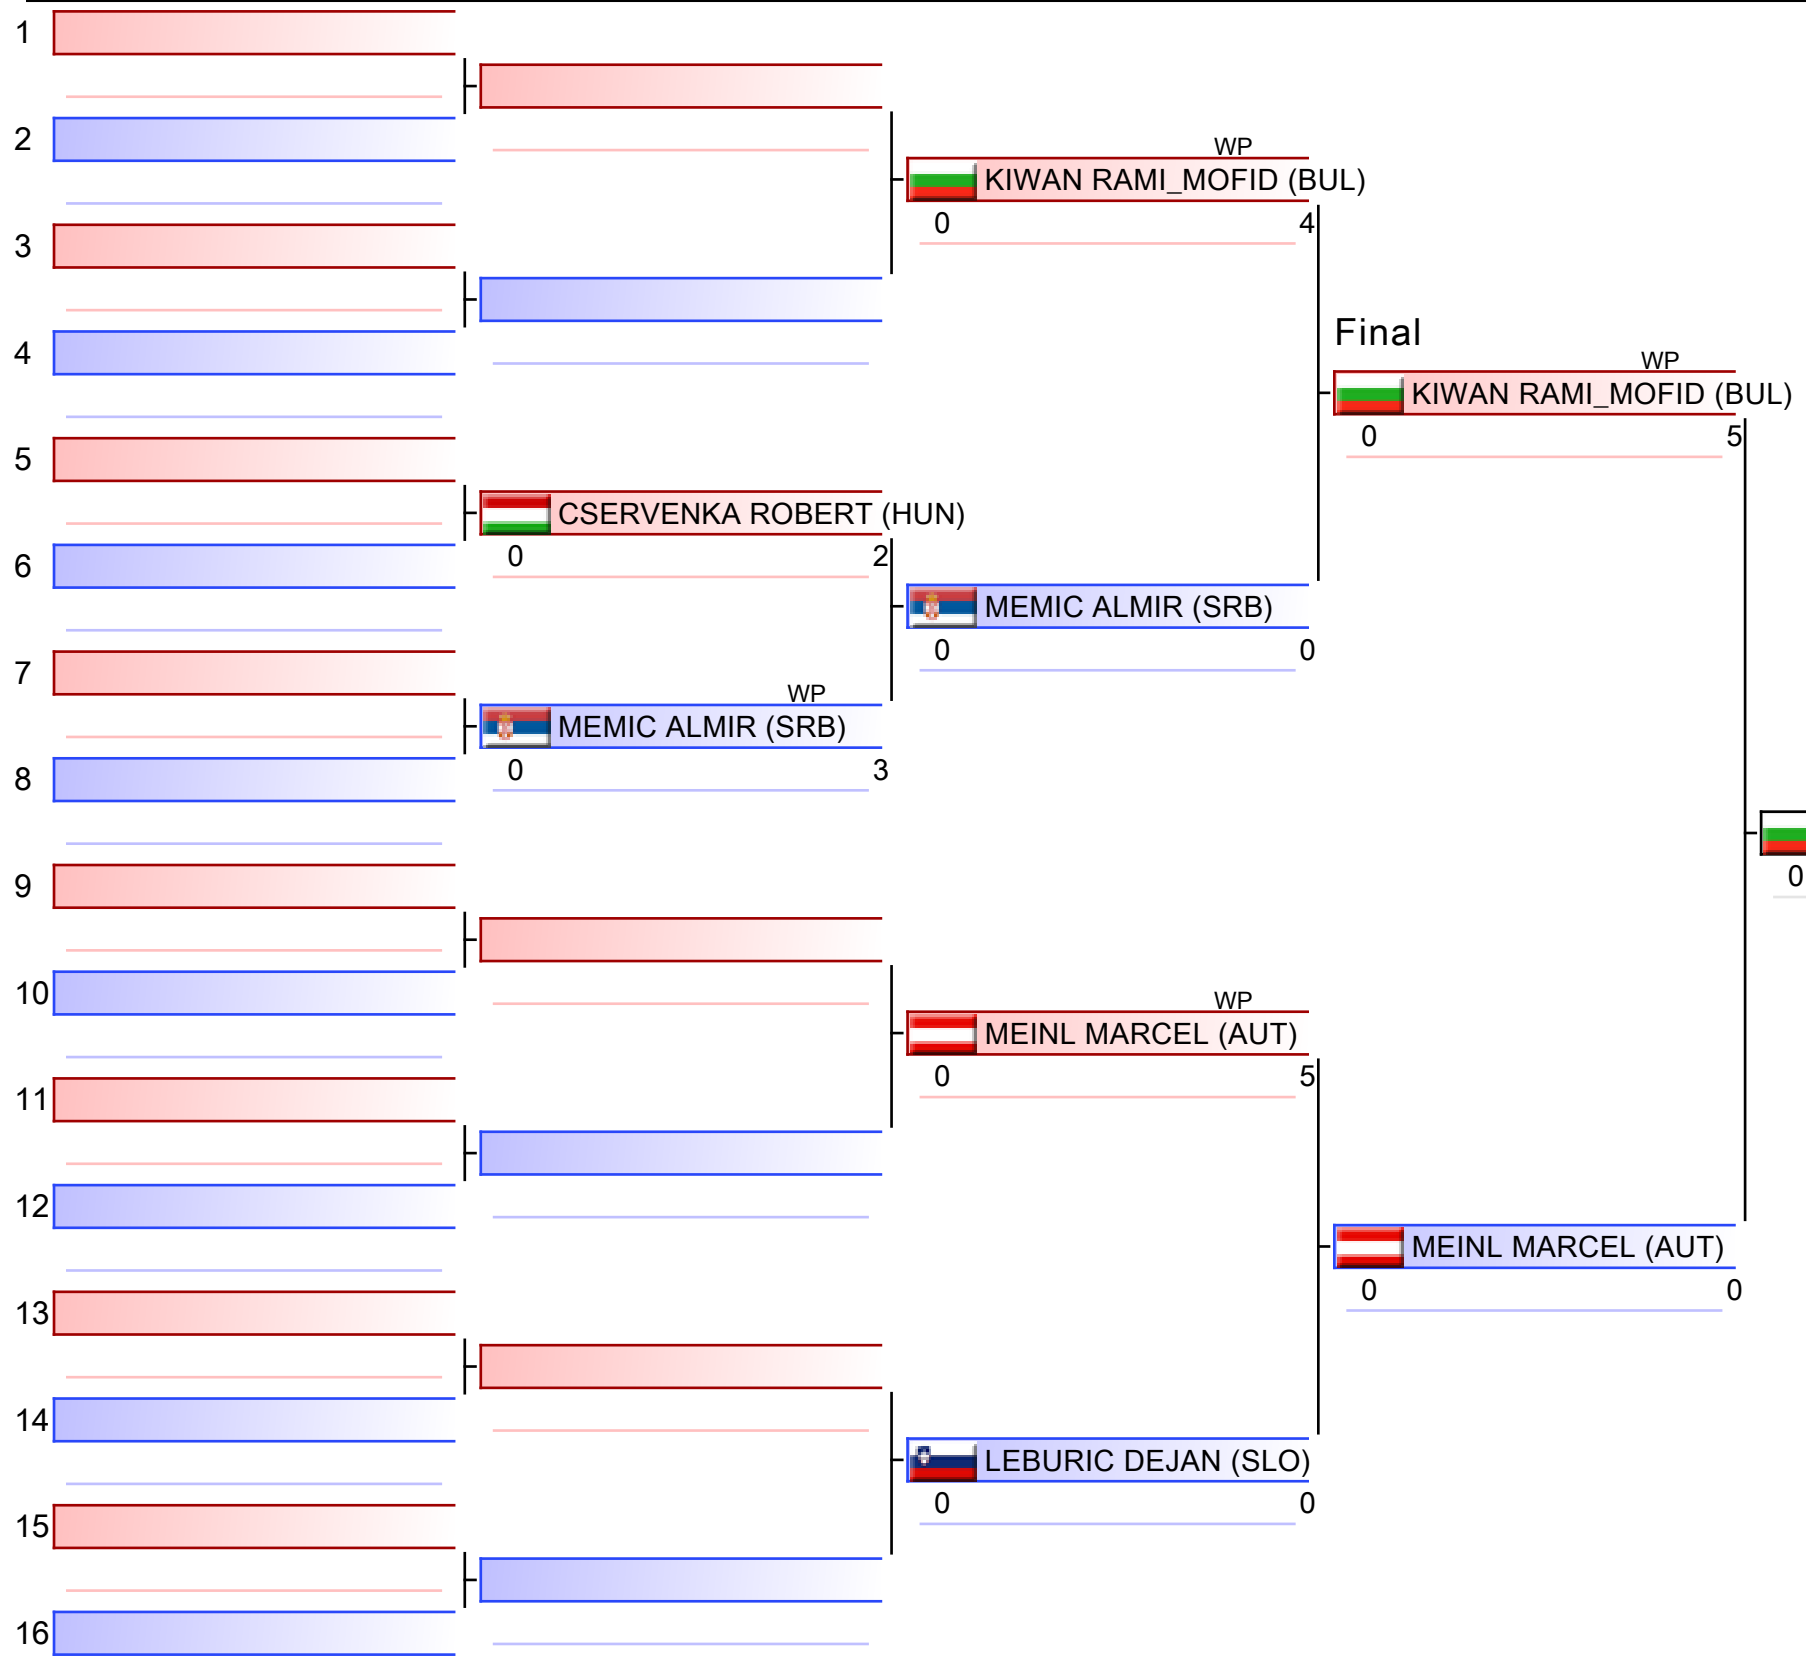 1
2
WP
KIWAN RAMI_MOFID (BUL)
0 4
3
Final
4
WP
KIWAN RAMI_MOFID (BUL)
0 5
5
CSERVENKA ROBERT (HUN)
0 2
6
MEMIC ALMIR (SRB)
0 0
7
WP
MEMIC ALMIR (SRB)
0 3
8
0
9
10
WP
MEINL MARCEL (AUT)
0 5
11
12
MEINL MARCEL (AUT)
0 0
13
14
LEBURIC DEJAN (SLO)
0 0
15
16